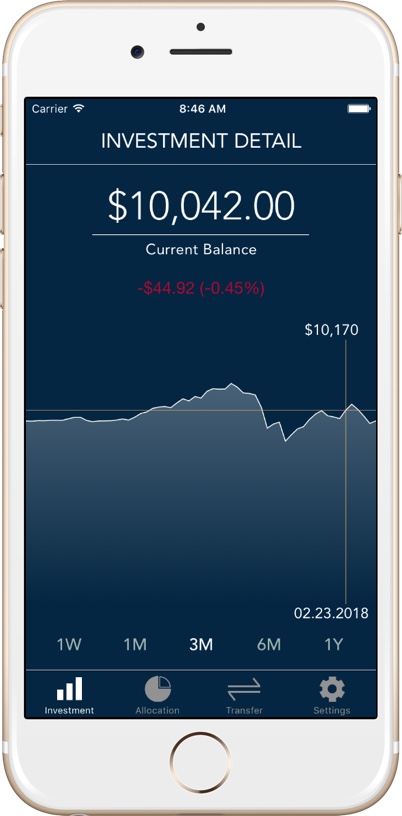 Carrier 8:46 AM
INVESTMENT DETAIL
$10,042.00
Current Balance
-$44.92 (-0.45%)
$10,170
02.23.2018
1W 1M 3M 6M 1Y
Investment Allocation Transfer Settings